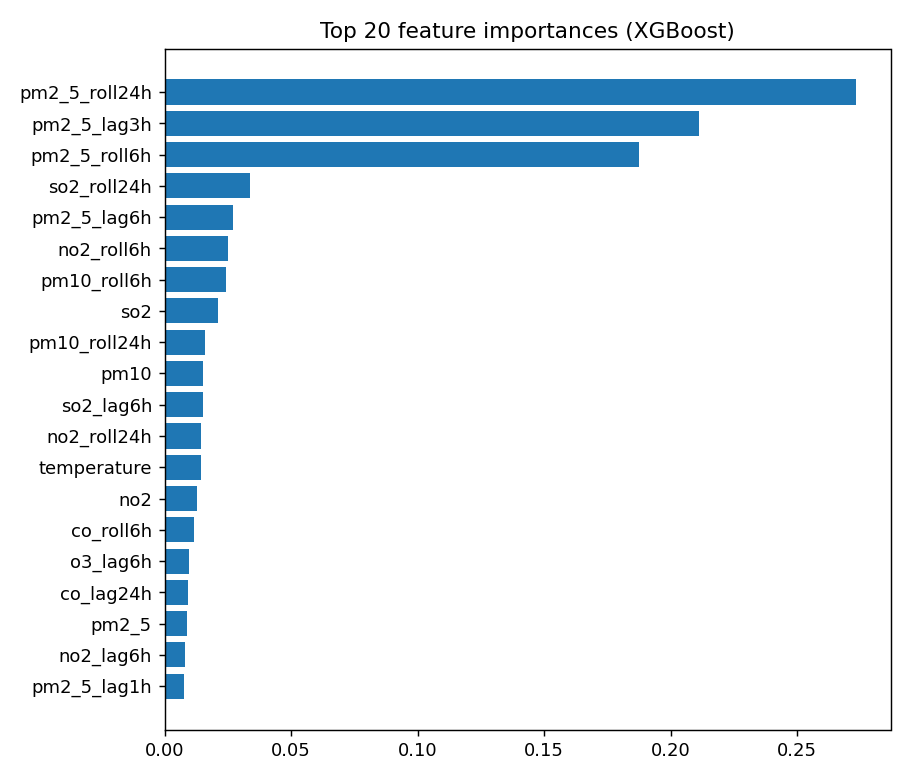 Top 20 feature importances (XGBoost)
pm2_5_roll24h
pm2_5_lag3h
pm2_5_roll6h
so2_roll24h
pm2_5_lag6h
no2_roll6h
pm10_roll6h
so2
pm10_roll24h
pm10
so2_lag6h
no2_roll24h
temperature
no2
co_roll6h
o3_lag6h
co_lag24h
pm2_5
no2_lag6h
pm2_5_lag1h
0.00 0.05 0.10 0.15 0.20 0.25